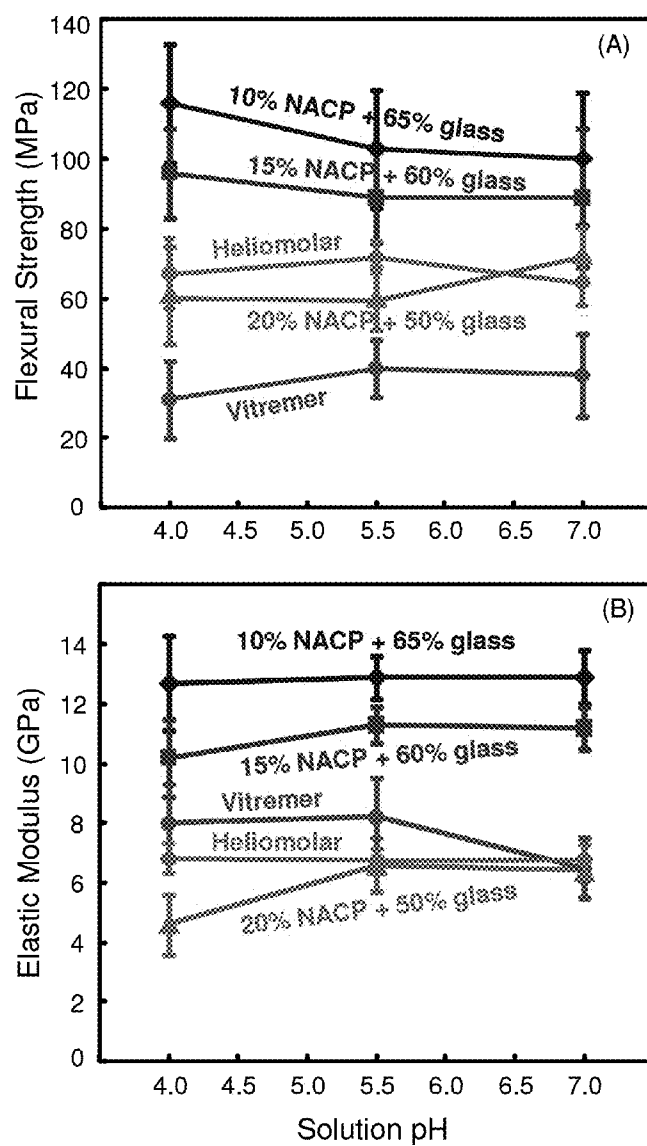 (A)
Flexural Strength (MPa)
140
120
100
80
60
40
20
0
10% NACP + 65% glass
15% NACP + 60% glass
Heliomolar
20% NACP + 50% glass
Vitremer
4.0 4.5 5.0 5.5 6.0 6.5 7.0
(B)
Elastic Modulus (GPa)
14
12
10
8
6
4
2
0
10% NACP + 65% glass
15% NACP + 60% glass
Vitremer
Heliomolar
20% NACP + 50% glass
4.0 4.5 5.0 5.5 6.0 6.5 7.0
Solution pH